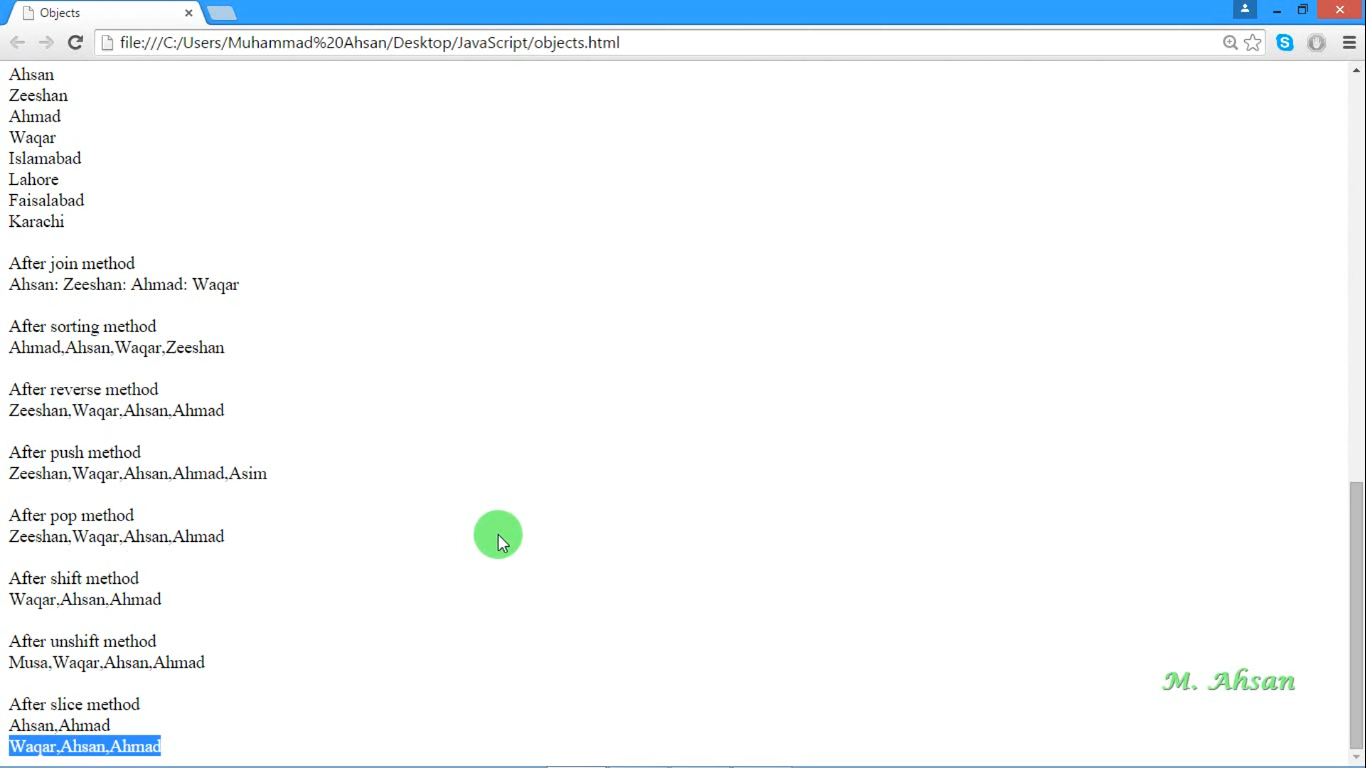 Objects
file:///C:/Users/Muhammad%20Ahsan/Desktop/JavaScript/objects.html
Ahsan
Zeeshan
Ahmad
Waqar
Islamabad
Lahore
Faisalabad
Karachi
After join method
Ahsan: Zeeshan: Ahmad: Waqar
After sorting method
Ahmad,Ahsan,Waqar,Zeeshan
After reverse method
Zeeshan,Waqar,Ahsan,Ahmad
After push method
Zeeshan,Waqar,Ahsan,Ahmad,Asim
After pop method
Zeeshan,Waqar,Ahsan,Ahmad
After shift method
Waqar,Ahsan,Ahmad
After unshift method
Musa,Waqar,Ahsan,Ahmad
M. Ahsan
After slice method
Ahsan,Ahmad
Waqar,Ahsan,Ahmad